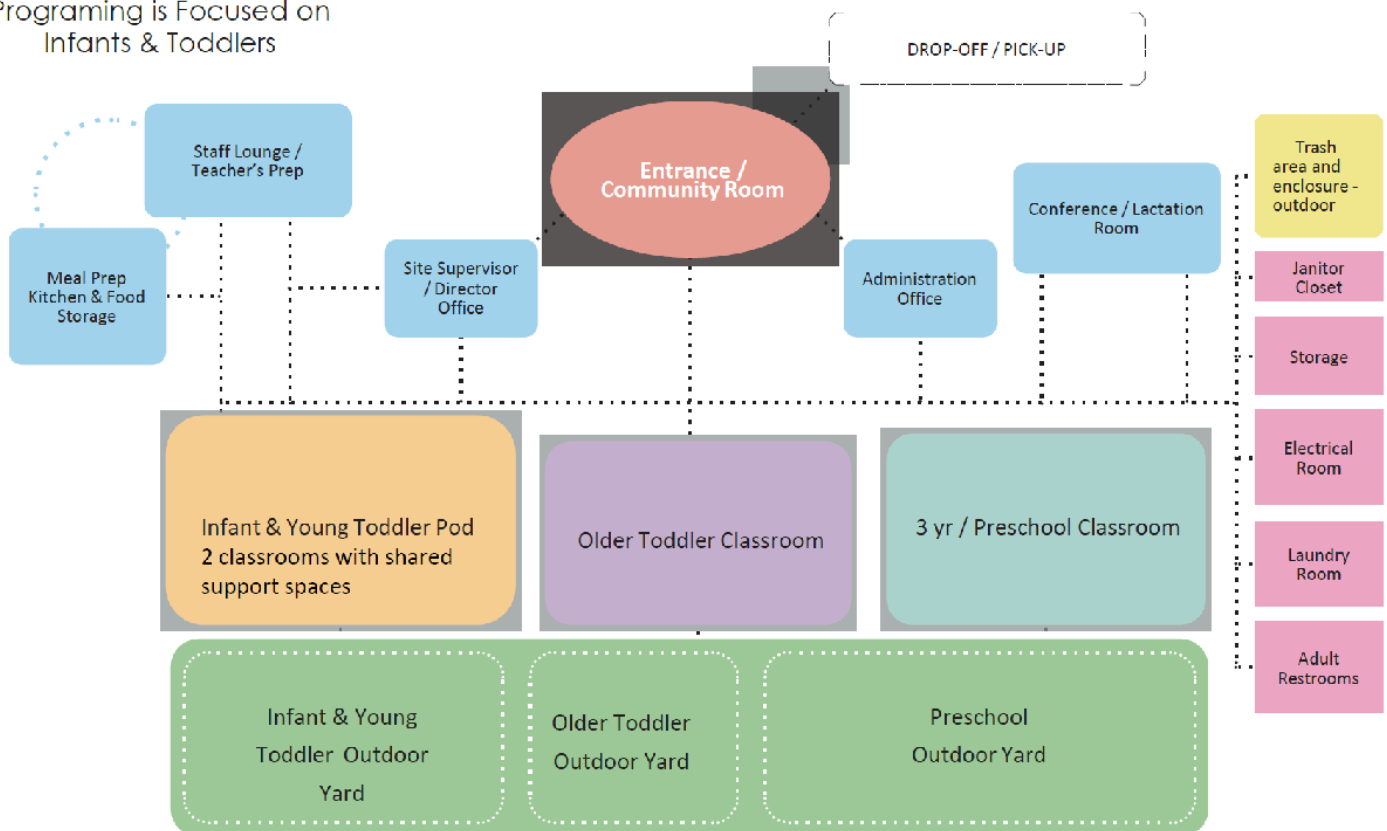 Programing is Focused on
Infants & Toddlers
DROP-OFF / PICK-UP
Staff Lounge /
Teacher's Prep
Entrance /
Community Room
Trash
area and
enclosure -
outdoor
Conference / Lactation
Room
Meal Prep
Kitchen & Food
Storage
Site Supervisor
/ Director
Office
Administration
Office
Janitor
Closet
Storage
Electrical
Room
Laundry
Room
Adult
Restrooms
Infant & Young Toddler Pod
2 classrooms with shared
support spaces
Older Toddler Classroom
3 yr / Preschool Classroom
Infant & Young
Toddler Outdoor
Yard
Older Toddler
Outdoor Yard
Preschool
Outdoor Yard